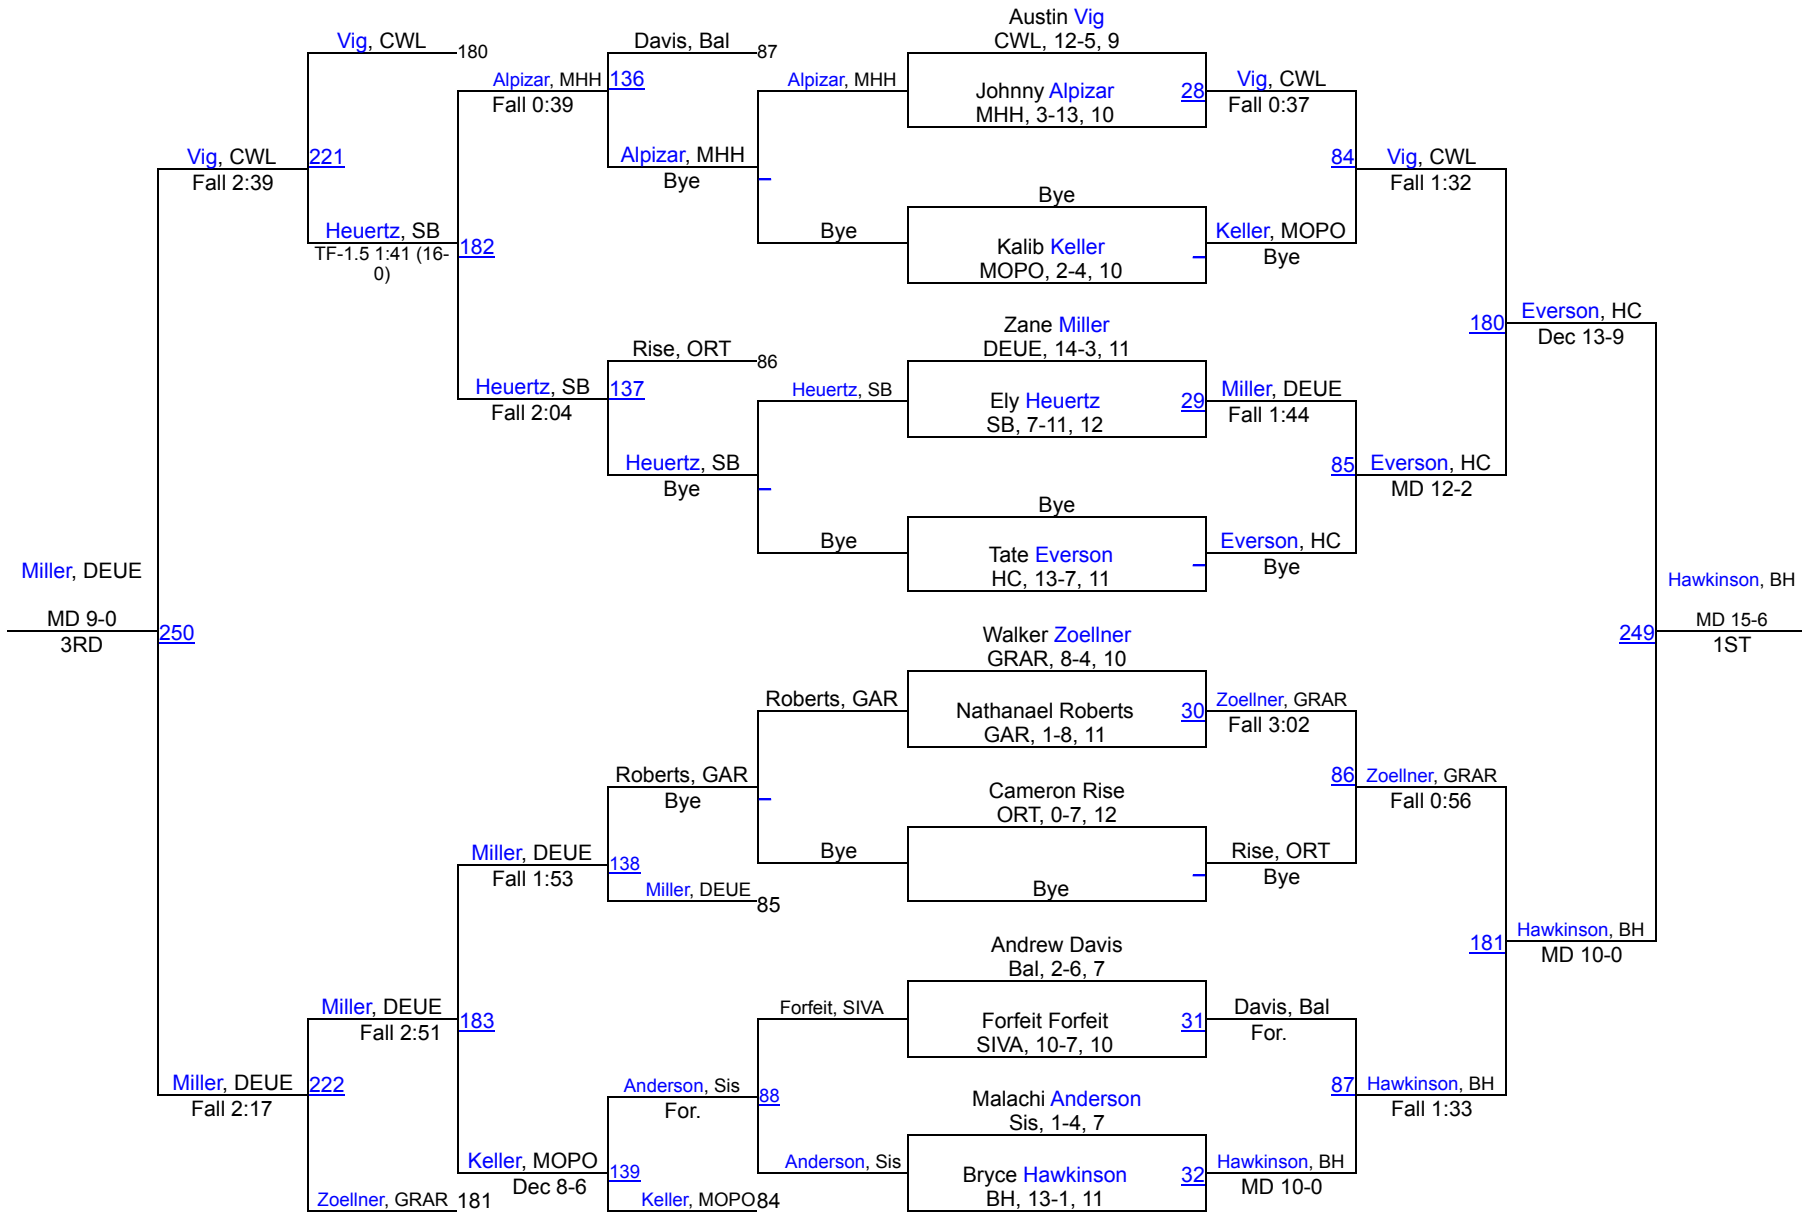 Austin Vig
CWL, 12-5, 9
Vig, CWL
180
Davis, Bal
87
Alpizar, MHH
136
Fall 0:39
Alpizar, MHH
Johnny Alpizar
MHH, 3-13, 10
28
Vig, CWL
Fall 0:37
Vig, CWL
221
Fall 2:39
Alpizar, MHH
Bye
84
Vig, CWL
Fall 1:32
Bye
Heuertz, SB
TF-1.5 1:41 (16-
0)
182
Bye
Kalib Keller
MOPO, 2-4, 10
Keller, MOPO
Bye
Zane Miller
DEUE, 14-3, 11
180
Everson, HC
Dec 13-9
Rise, ORT
86
Heuertz, SB
137
Fall 2:04
Heuertz, SB
Ely Heuertz
SB, 7-11, 12
29
Miller, DEUE
Fall 1:44
Heuertz, SB
Bye
85
Everson, HC
MD 12-2
Bye
Bye
Tate Everson
HC, 13-7, 11
Everson, HC
Bye
Miller, DEUE
MD 9-0
3RD
250
Hawkinson, BH
249
MD 15-6
1ST
Walker Zoellner
GRAR, 8-4, 10
Roberts, GAR
Nathanael Roberts
GAR, 1-8, 11
30
Zoellner, GRAR
Fall 3:02
Roberts, GAR
Bye
Cameron Rise
ORT, 0-7, 12
86
Zoellner, GRAR
Fall 0:56
Miller, DEUE
138
Fall 1:53
Bye
Rise, ORT
Bye
Miller, DEUE
85
Bye
Andrew Davis
Bal, 2-6, 7
181
Hawkinson, BH
MD 10-0
Miller, DEUE
183
Fall 2:51
Forfeit, SIVA
Forfeit Forfeit
SIVA, 10-7, 10
31
Davis, Bal
For.
Miller, DEUE
222
Fall 2:17
Anderson, Sis
For.
88
Malachi Anderson
Sis, 1-4, 7
87
Hawkinson, BH
Fall 1:33
Keller, MOPO
139
Dec 8-6
Anderson, Sis
Bryce Hawkinson
BH, 13-1, 11
32
Hawkinson, BH
MD 10-0
Zoellner, GRAR
181
Keller, MOPO
84